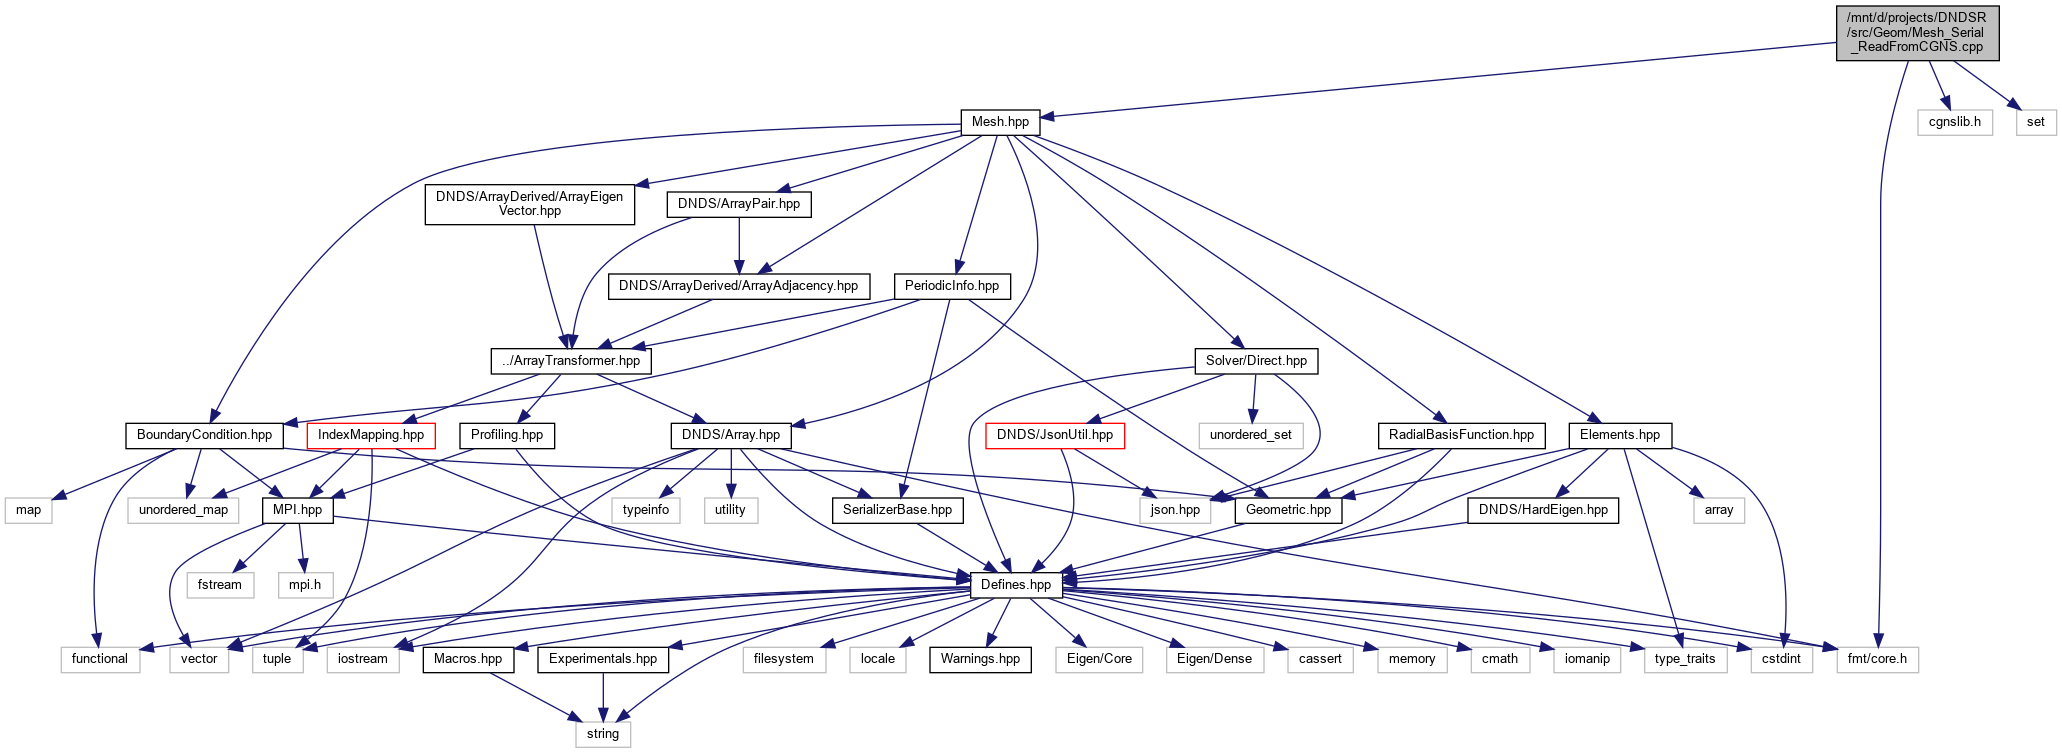 /mnt/d/projects/DNDSR
/src/Geom/Mesh_Serial
_ReadFromCGNS.cpp
Mesh.hpp
cgnslib.h
set
DNDS/ArrayDerived/ArrayEigen
Vector.hpp
DNDS/ArrayPair.hpp
DNDS/ArrayDerived/ArrayAdjacency.hpp
PeriodicInfo.hpp
../ArrayTransformer.hpp
Solver/Direct.hpp
BoundaryCondition.hpp
IndexMapping.hpp
Profiling.hpp
DNDS/Array.hpp
DNDS/JsonUtil.hpp
unordered_set
RadialBasisFunction.hpp
Elements.hpp
map
unordered_map
MPI.hpp
typeinfo
utility
SerializerBase.hpp
json.hpp
Geometric.hpp
DNDS/HardEigen.hpp
array
fstream
mpi.h
Defines.hpp
functional
vector
tuple
iostream
Macros.hpp
Experimentals.hpp
filesystem
locale
Warnings.hpp
Eigen/Core
Eigen/Dense
cassert
memory
cmath
iomanip
type_traits
cstdint
fmt/core.h
string